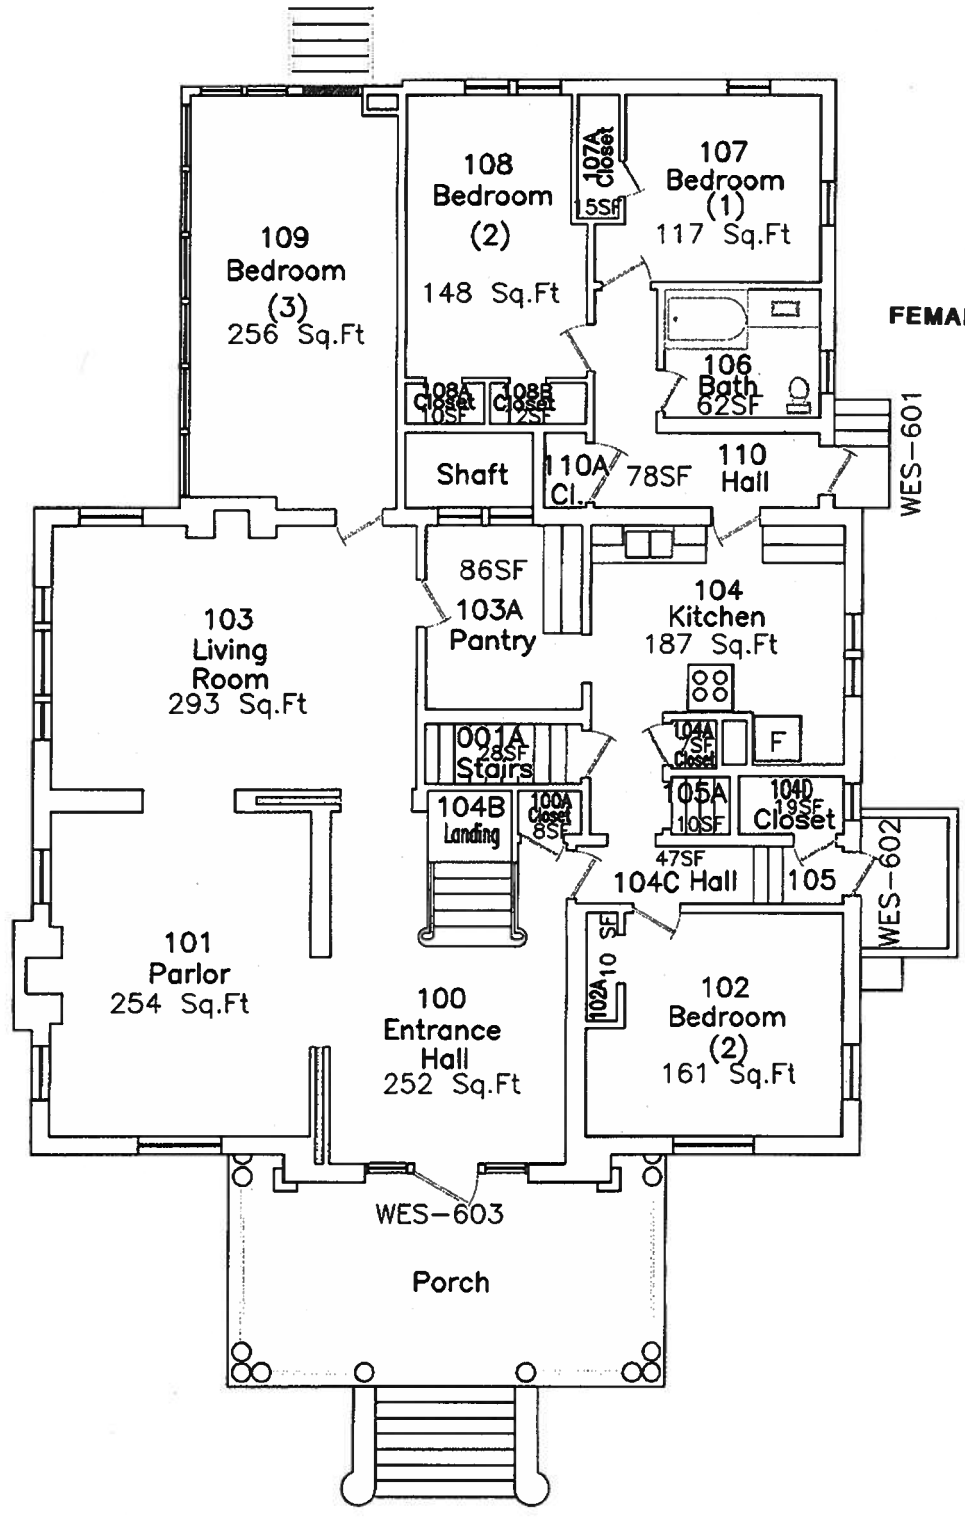 107A
Closet
15SF
107
Bedroom
(1)
117 Sq.Ft
108
Bedroom
(2)
148 Sq.Ft
109
Bedroom
(3)
256 Sq.Ft
106
Bath
62SF
108A
Closet
10SF
108B
Closet
12SF
WES-601
Shaft
110A
Cl.
78SF
110
Hall
86SF
103A
Pantry
104
Kitchen
187 Sq.Ft
103
Living
Room
293 Sq.Ft
001A
28SF
Stairs
104A
7SF
Closet
F
104B
Landing
100A
Closet
8SF
105A
10SF
104D
19SF
Closet
47SF
104C Hall
105
WES-602
101
Parlor
254 Sq.Ft
102A
10 SF
100
Entrance
Hall
252 Sq.Ft
102
Bedroom
(2)
161 Sq.Ft
WES-603
Porch